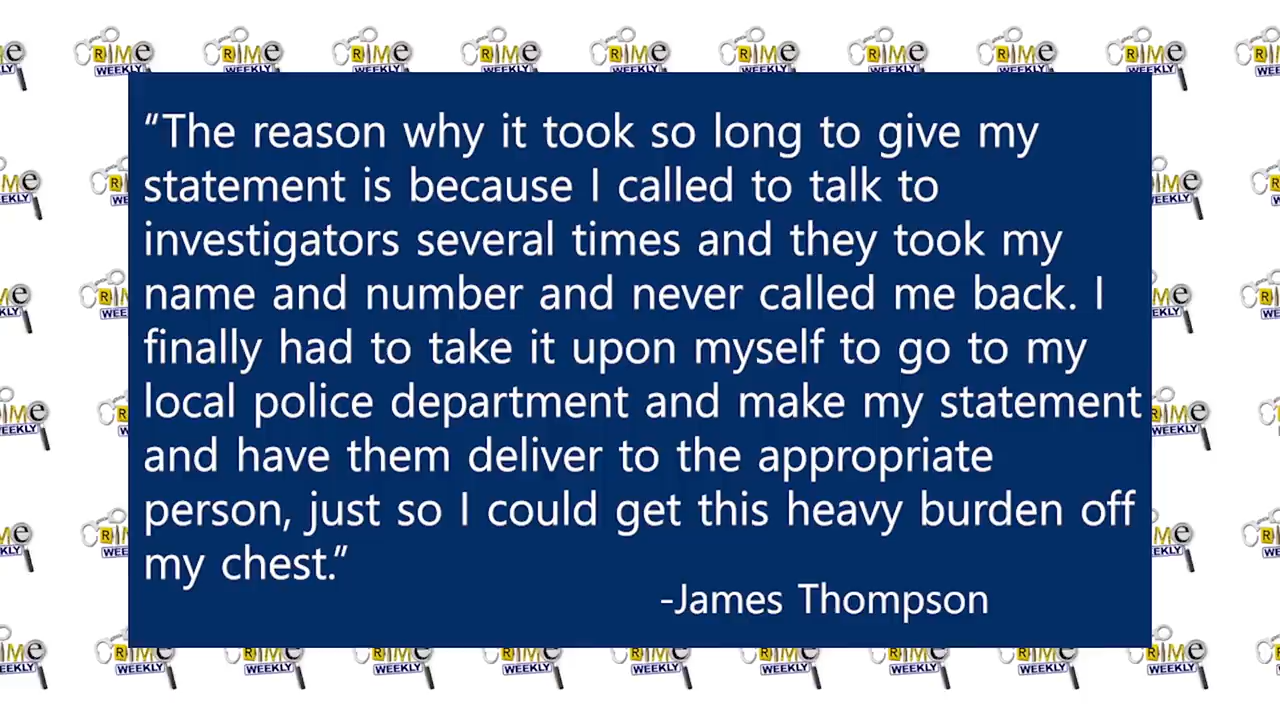 “The reason why it took so long to give my
statement is because I called to talk to
investigators several times and they took my
name and number and never called me back. I
finally had to take it upon myself to go to my
local police department and make my statement
and have them deliver to the appropriate
person, just so I could get this heavy burden off
my chest.”
-James Thompson
CRIMe
WEEKLY